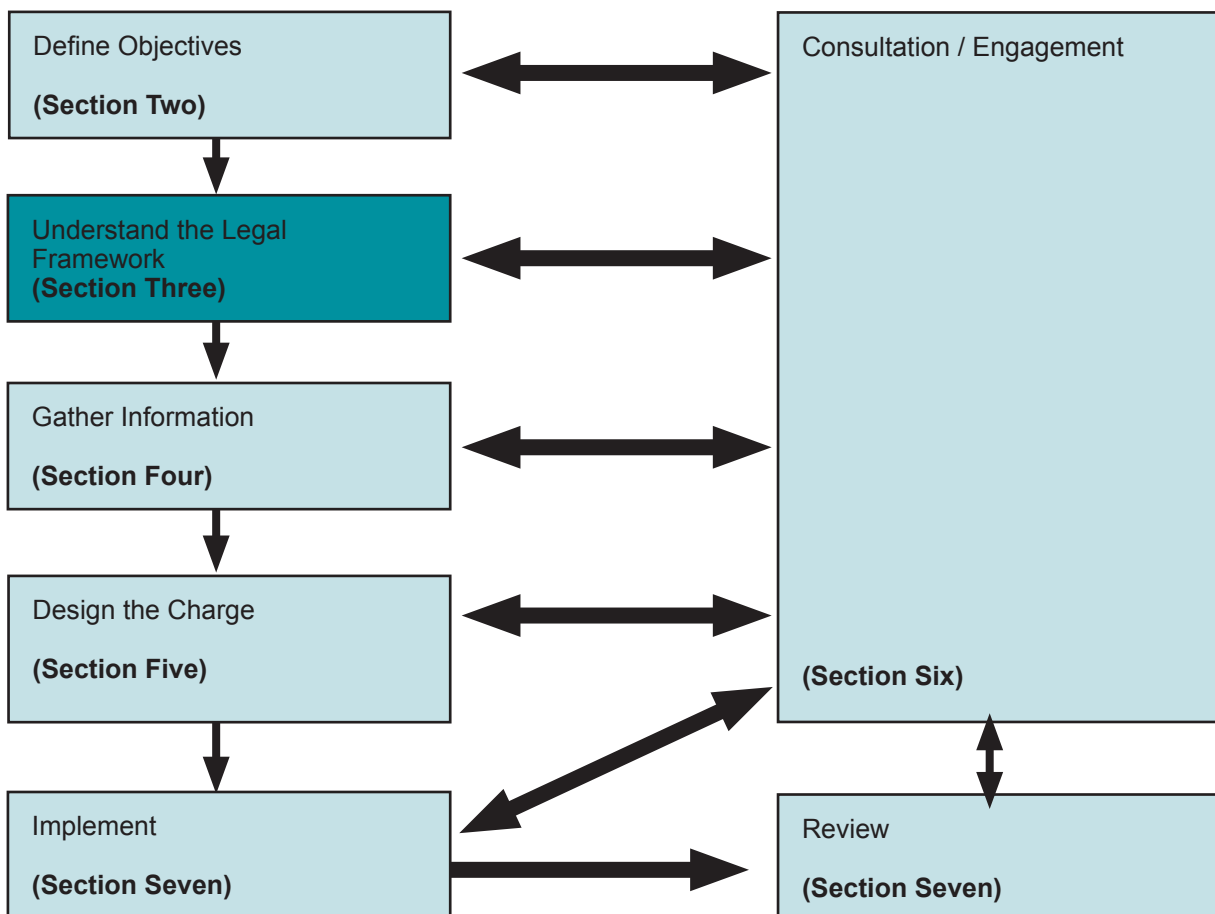 Define Objectives
(Section Two)
Understand the Legal
Framework
(Section Three)
Gather Information
(Section Four)
Design the Charge
(Section Five)
Implement
(Section Seven)
Consultation / Engagement
(Section Six)
Review
(Section Seven)